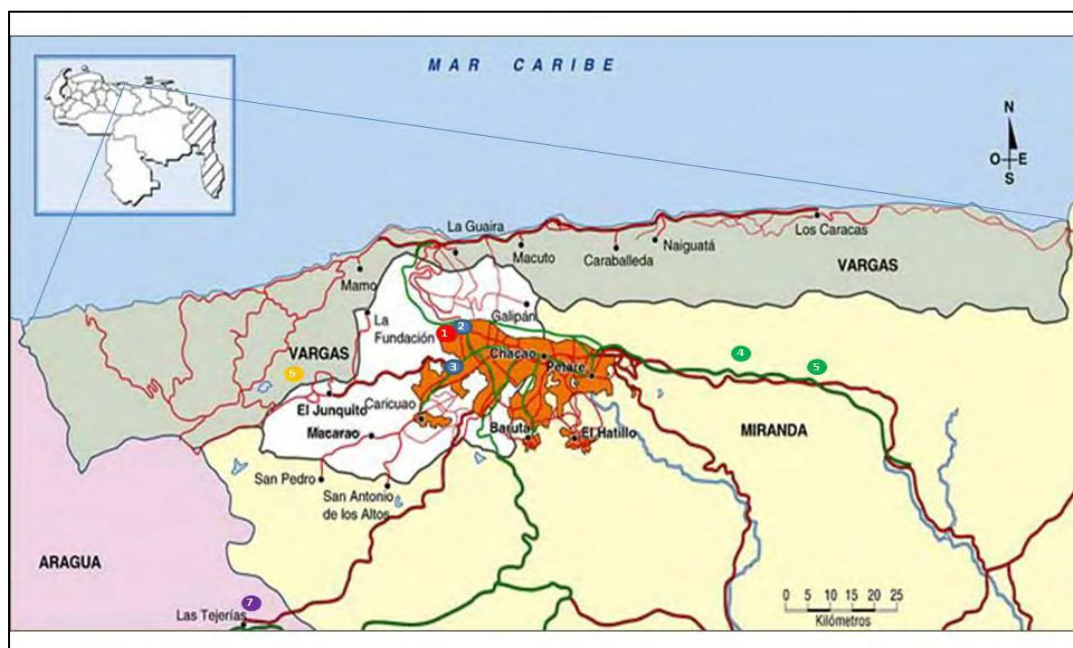 MAR CARIBE
N
O E
S
La Guaira
Los Caracas
Macuto
Naiguatá
Caraballeda
VARGAS
Mamo
Galipán
La
Fundación
1
2
VARGAS
Chacao
4
Petare
3
5
6
Caricuao
El Junquito
Baruta
El Hatillo
MIRANDA
Macarao
San Pedro
San Antonio
de los Altos
ARAGUA
7
Las Tejerías
0 5 10 15 20 25
Kilómetros